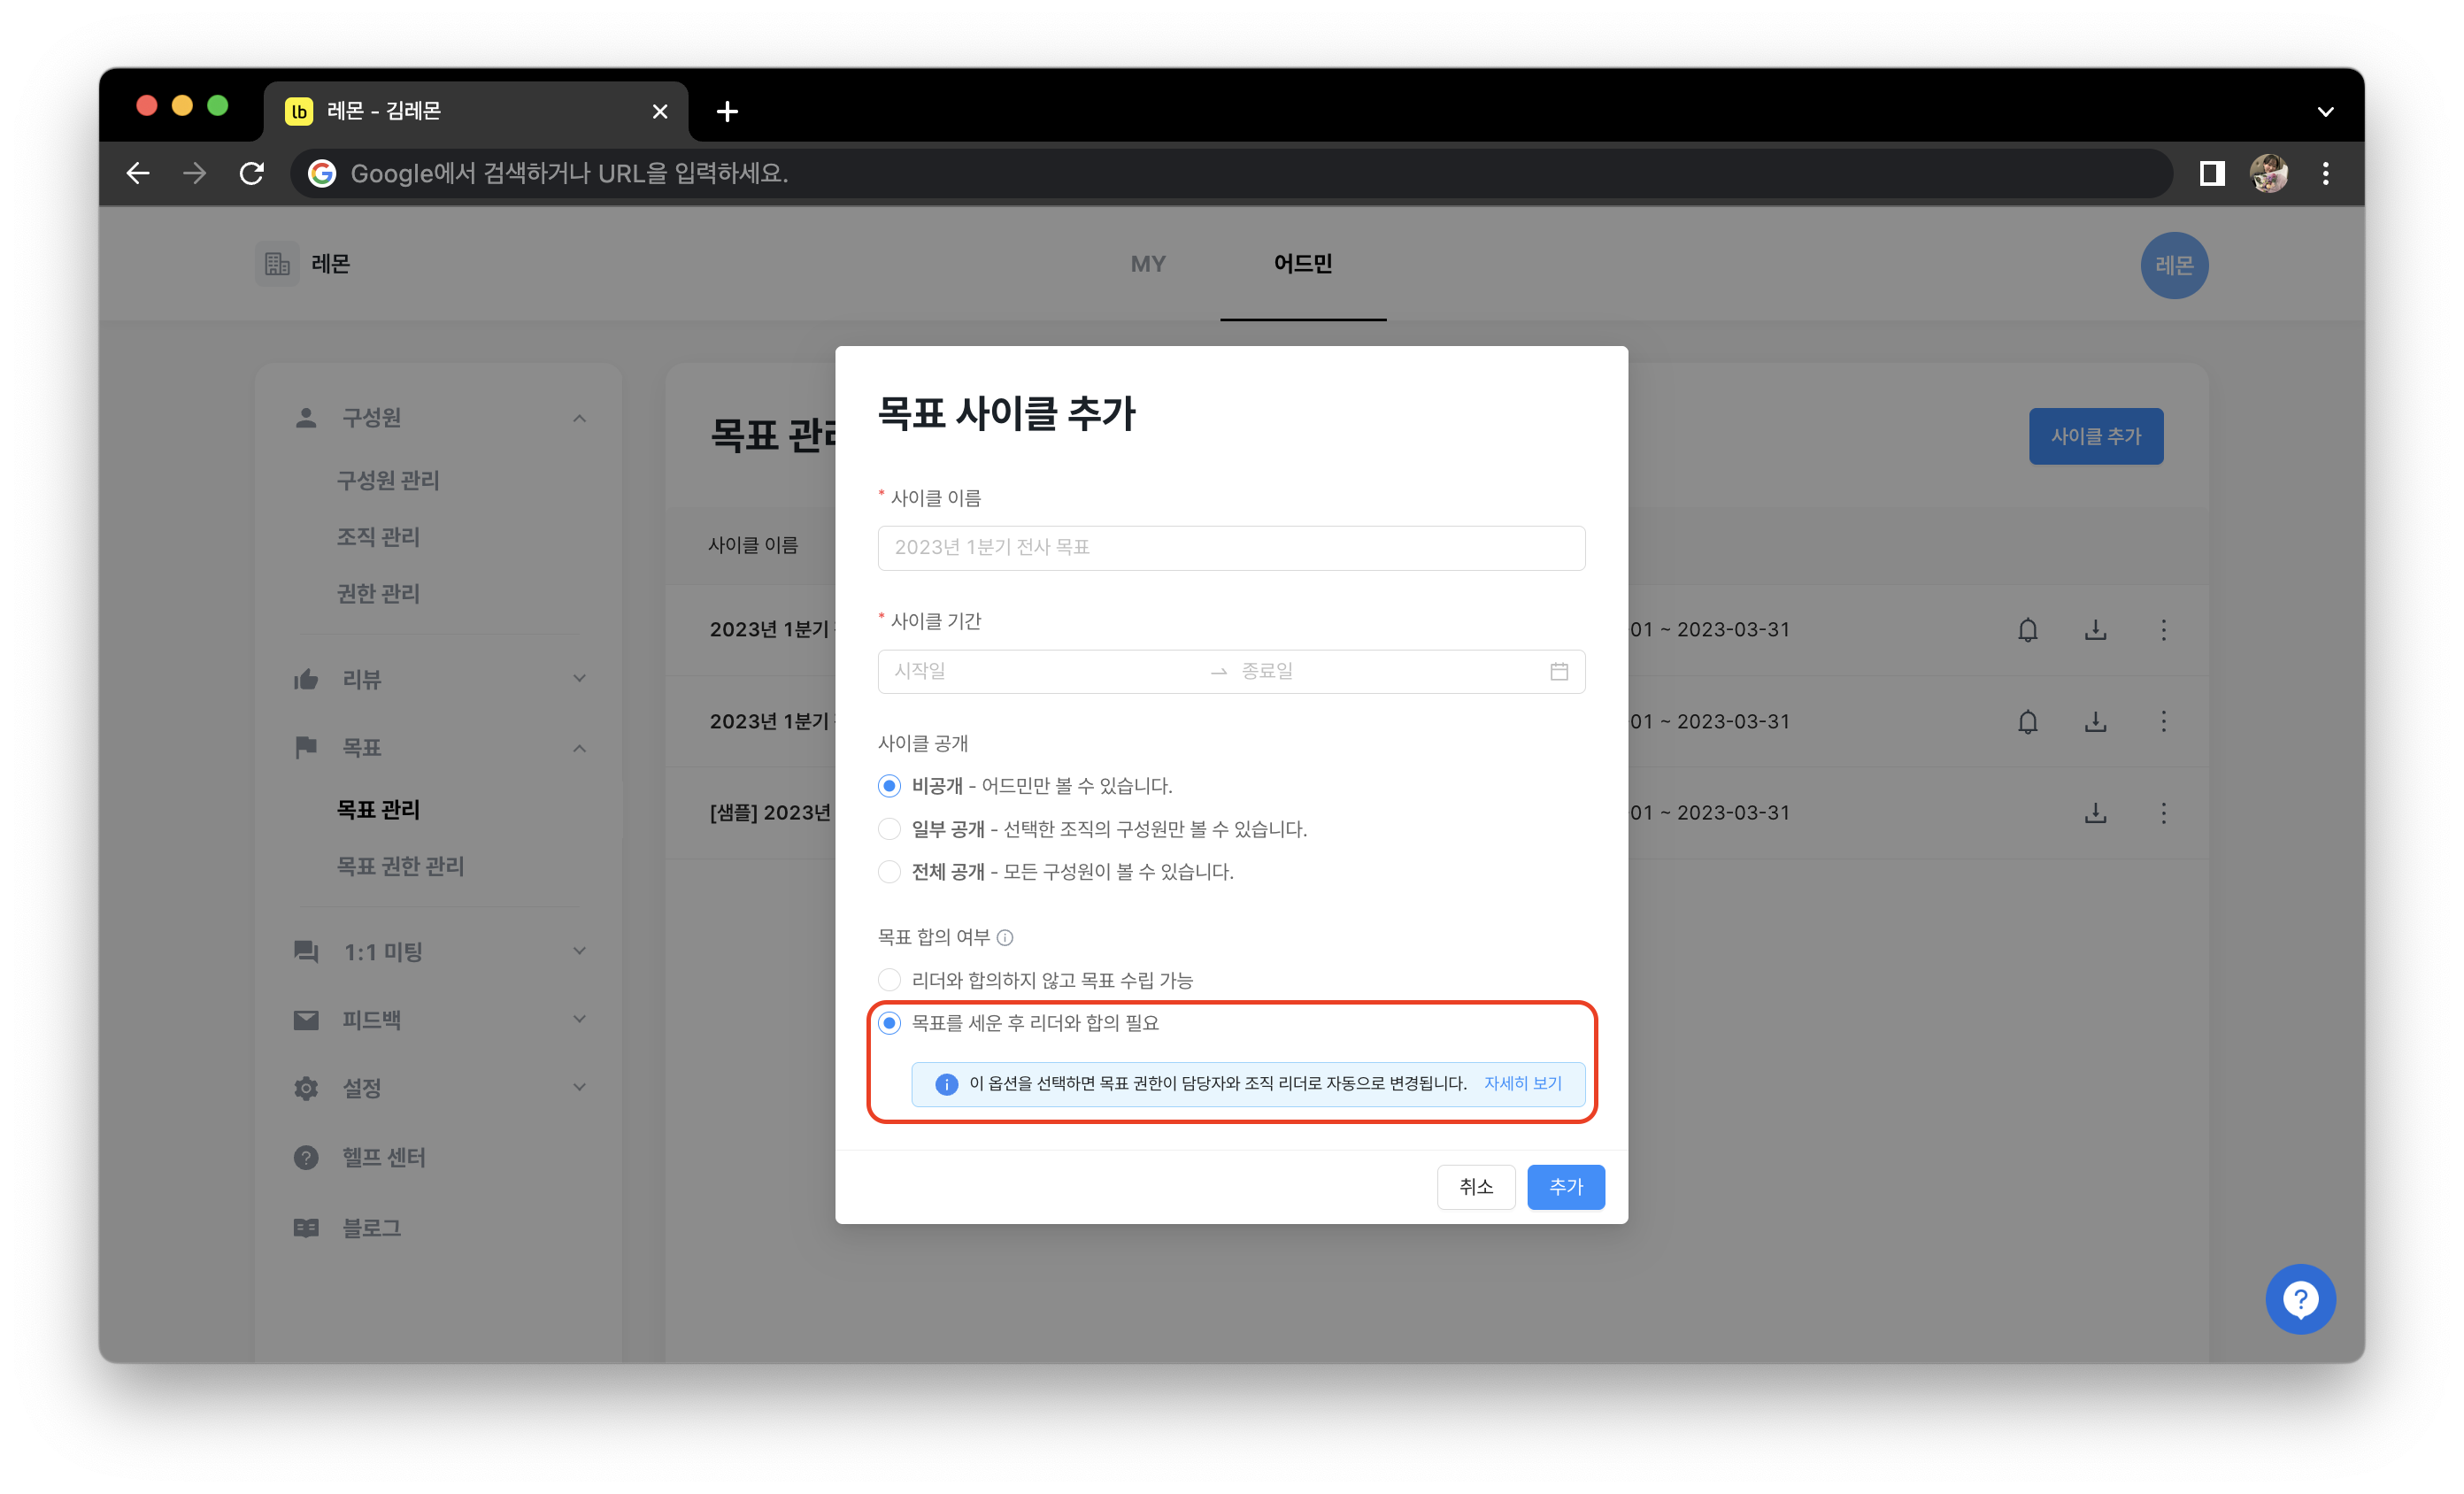 lb 레몬 - 김레몬
Google에서 검색하거나 URL을 입력하세요.
레몬
MY
어드민
레몬
구성원
구성원 관리
조직 관리
권한 관리
리뷰
목표
목표 관리
목표 권한 관리
1:1 미팅
피드백
설정
헬프 센터
블로그
목표 관리
사이클 추가
사이클 이름
2023년 1분기
01 ~ 2023-03-31
2023년 1분기
01 ~ 2023-03-31
[샘플] 2023년
01 ~ 2023-03-31
목표 사이클 추가
* 사이클 이름
2023년 1분기 전사 목표
* 사이클 기간
시작일 → 종료일
사이클 공개
비공개 - 어드민만 볼 수 있습니다.
일부 공개 - 선택한 조직의 구성원만 볼 수 있습니다.
전체 공개 - 모든 구성원이 볼 수 있습니다.
목표 합의 여부
리더와 합의하지 않고 목표 수립 가능
목표를 세운 후 리더와 합의 필요
이 옵션을 선택하면 목표 권한이 담당자와 조직 리더로 자동으로 변경됩니다. 자세히 보기
취소
추가